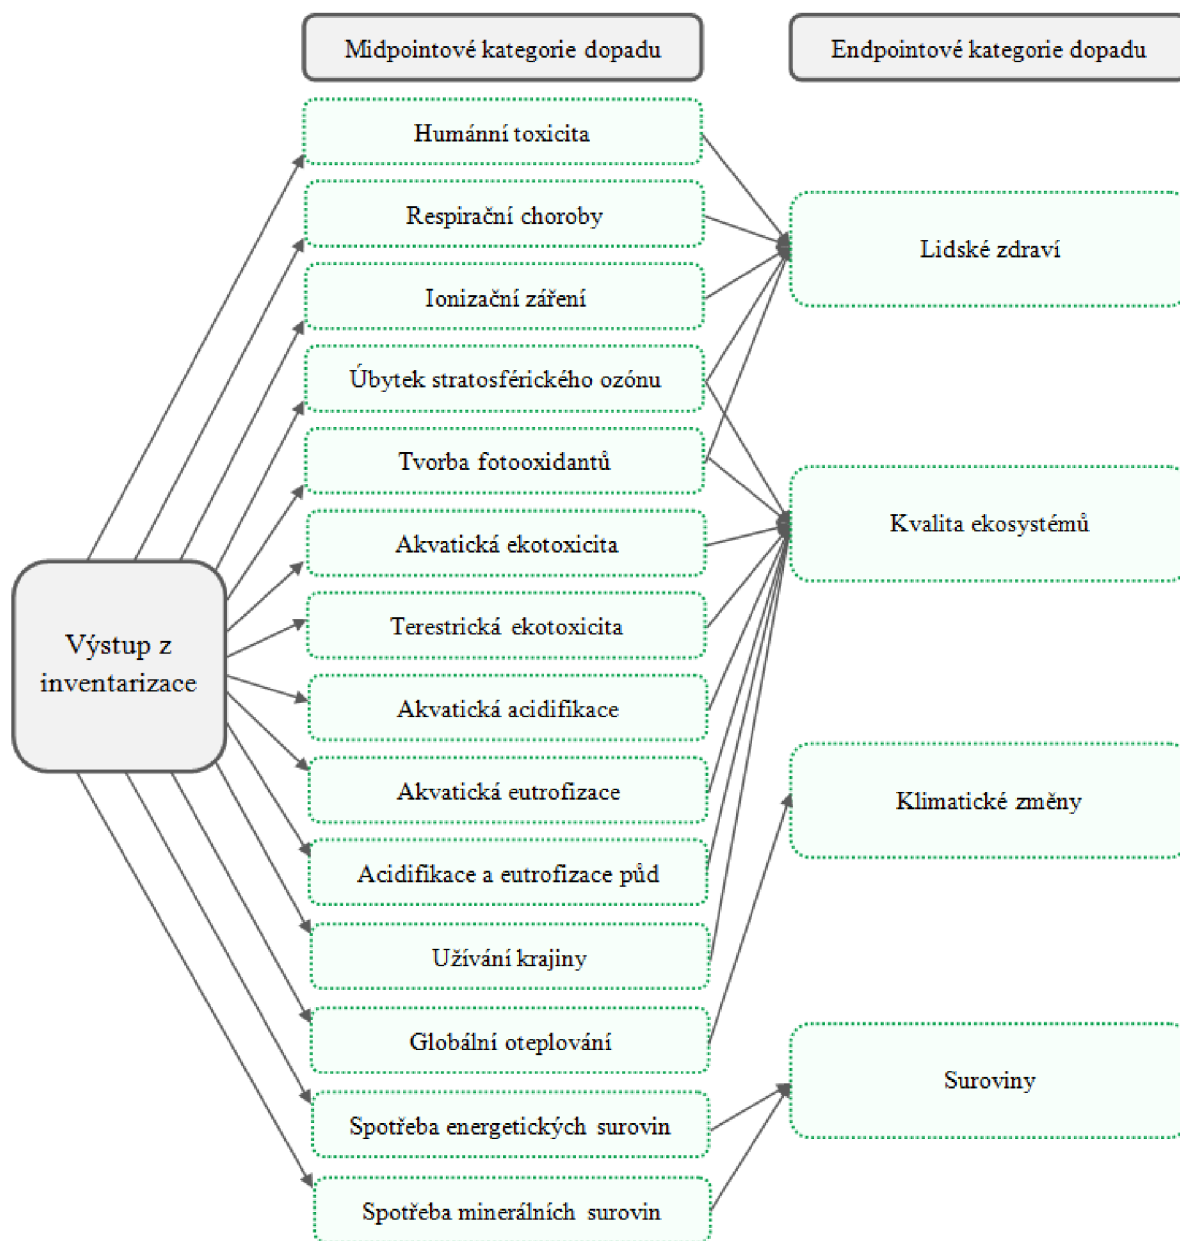 Midpointové kategorie dopadu
Endpointové kategorie dopadu
Humánní toxicita
Respirační choroby
Ionizační záření
Úbytek stratosférického ozónu
Tvorba fotooxidantů
Akvatická ekotoxicita
Terestrická ekotoxicita
Akvatická acidifikace
Akvatická eutrofizace
Acidifikace a eutrofizace půd
Užívání krajiny
Globální oteplování
Spotřeba energetických surovin
Spotřeba minerálních surovin
Výstup z
inventarizace
Lidské zdraví
Kvalita ekosystémů
Klimatické změny
Suroviny